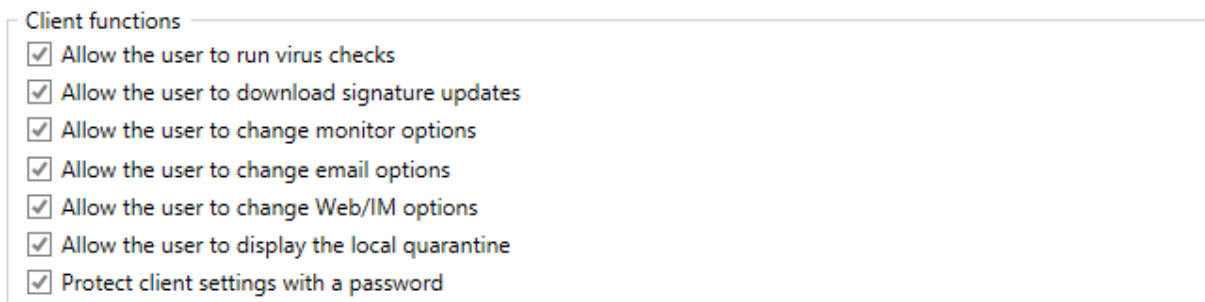 Client functions
Allow the user to run virus checks
Allow the user to download signature updates
Allow the user to change monitor options
Allow the user to change email options
Allow the user to change Web/IM options
Allow the user to display the local quarantine
Protect client settings with a password